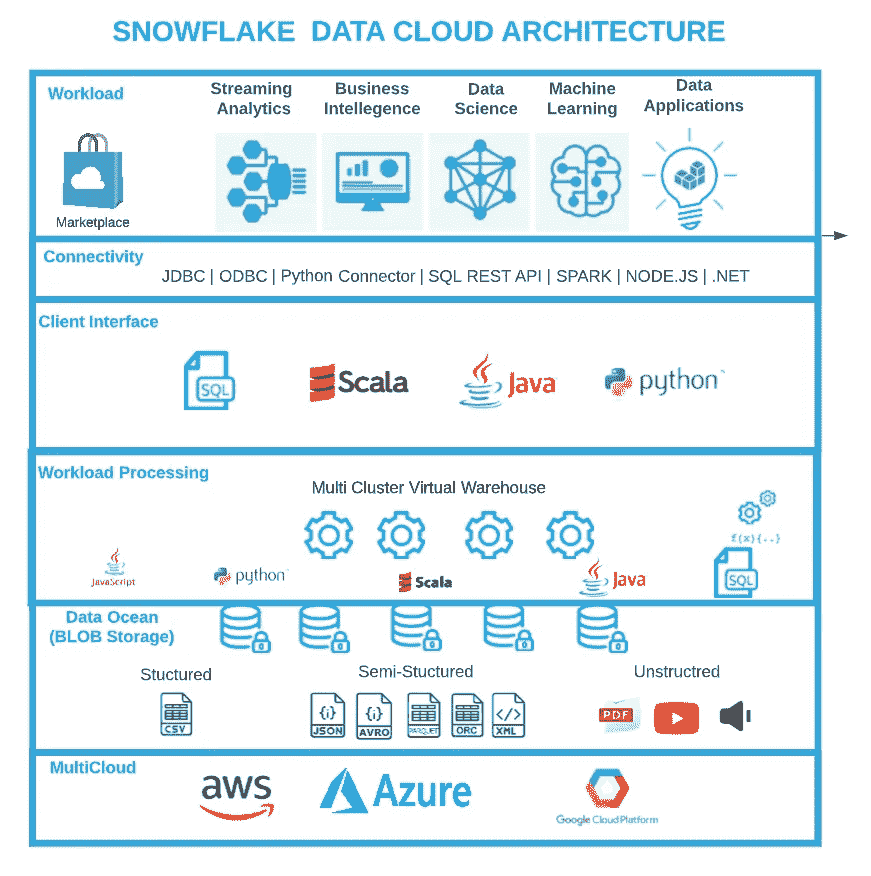 SNOWFLAKE DATA CLOUD ARCHITECTURE
Workload
Streaming
Analytics
Business
Intellegence
Data
Science
Machine
Learning
Data
Applications
Marketplace
Connectivity
JDBC | ODBC | Python Connector | SQL REST API | SPARK | NODE.JS | .NET
Client Interface
SQL
Scala
Java
python
Workload Processing
Multi Cluster Virtual Warehouse
f(x){..}
JavaScript
python
Scala
Java
SQL
Data Ocean
(BLOB Storage)
Stuctured
Semi-Stuctured
Unstructred
CSV
{i}
JSON
{i}
AVRO
PARQUET
ORC
</>
XML
PDF
MultiCloud
aws
Azure
Google Cloud Platform